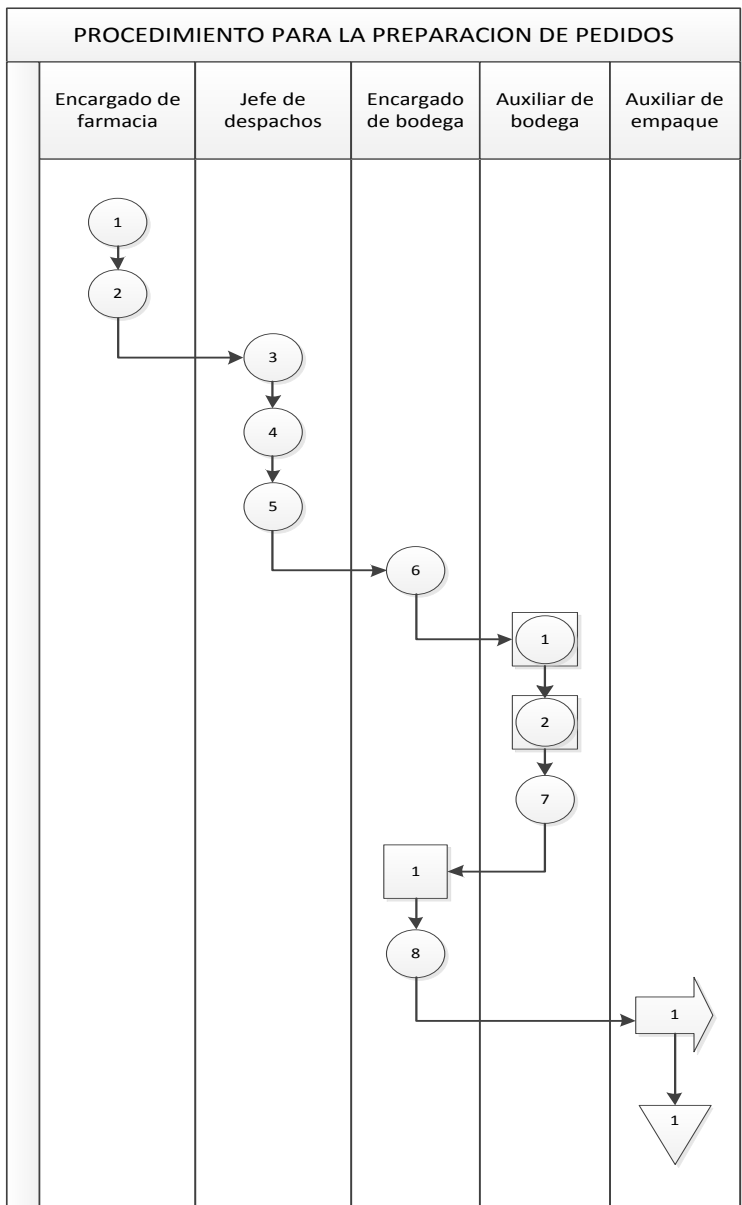 PROCEDIMIENTO PARA LA PREPARACION DE PEDIDOS
Encargado de
farmacia
Jefe de
despachos
Encargado
de bodega
Auxiliar de
bodega
Auxiliar de
empaque
1
2
3
4
5
6
1
2
7
1
8
1
1